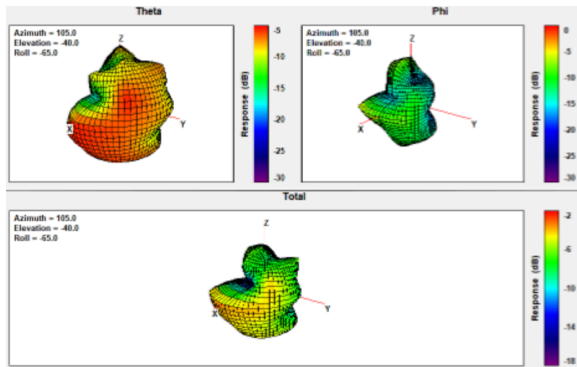 Theta
Azimuth = 105.0
Elevation = -40.0
Roll = -65.0
Z
X
Y
-5
-10
-15
-20
-25
-30
Response (dB)
Phi
Azimuth = 105.0
Elevation = -40.0
Roll = -65.0
Z
X
Y
0
-5
-10
-15
-20
-25
-30
Response (dB)
Total
Azimuth = 105.0
Elevation = -40.0
Roll = -65.0
Z
X
Y
-2
-6
-10
-14
-18
Response (dB)